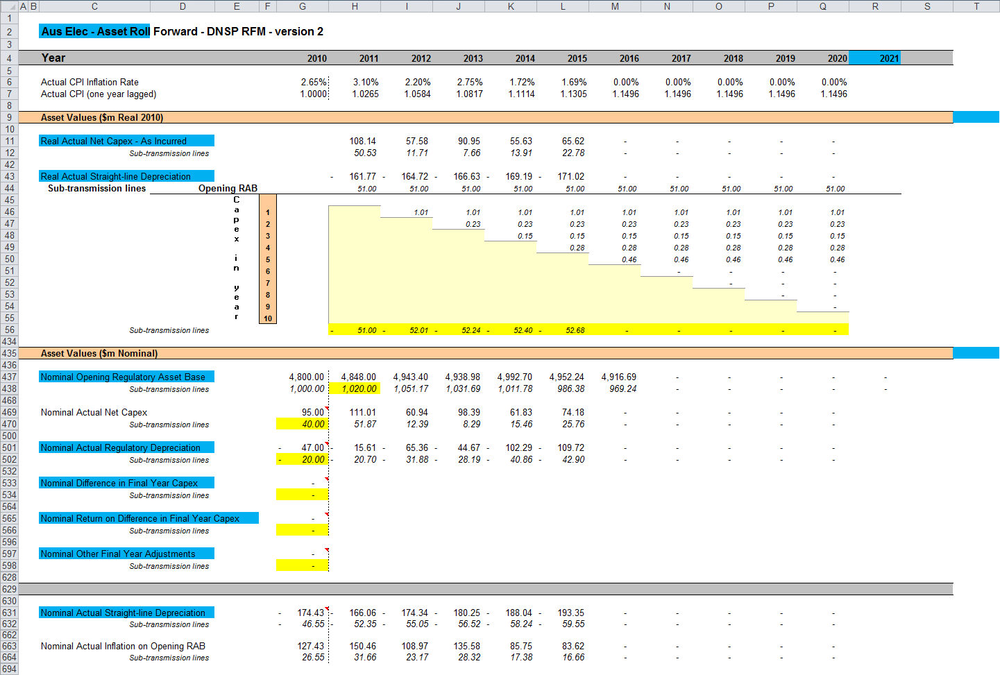 A B C D E F G H I J K L M N O P Q R S T
1
2 Aus Elec - Asset Roll Forward - DNSP RFM - version 2
3
4 Year 2010 2011 2012 2013 2014 2015 2016 2017 2018 2019 2020 2021
5
6 Actual CPI Inflation Rate 2.65% 3.10% 2.20% 2.75% 1.72% 1.69% 0.00% 0.00% 0.00% 0.00% 0.00%
7 Actual CPI (one year lagged) 1.0000 1.0265 1.0584 1.0817 1.1114 1.1305 1.1496 1.1496 1.1496 1.1496 1.1496
8
9 Asset Values ($m Real 2010)
10
11 Real Actual Net Capex - As Incurred 108.14 57.58 90.95 55.63 65.62 - - - - -
12 Sub-transmission lines 50.53 11.71 7.66 13.91 22.78 - - - - -
42
43 Real Actual Straight-line Depreciation - 161.77 - 164.72 - 166.63 - 169.19 - 171.02 - - - - -
44 Sub-transmission lines Opening RAB 51.00 51.00 51.00 51.00 51.00 51.00 51.00 51.00 51.00 51.00
45 C
46 a 1 1.01 1.01 1.01 1.01 1.01 1.01 1.01 1.01 1.01
47 p 2 0.23 0.23 0.23 0.23 0.23 0.23 0.23 0.23
48 e 3 0.15 0.15 0.15 0.15 0.15 0.15 0.15
49 x 4 0.28 0.28 0.28 0.28 0.28 0.28
50 i 5 0.46 0.46 0.46 0.46 0.46
51 n 6 - - - -
52 7 - - -
53 y 8 - -
54 e a 9 -
55 r 10
56 Sub-transmission lines - 51.00 - 52.01 - 52.24 - 52.40 - 52.68 - - - - -
434
435 Asset Values ($m Nominal)
436
437 Nominal Opening Regulatory Asset Base 4,800.00 4,848.00 4,943.40 4,938.98 4,992.70 4,952.24 4,916.69 - - - - -
438 Sub-transmission lines 1,000.00 1,020.00 1,051.17 1,031.69 1,011.78 986.38 969.24 - - - - -
468
469 Nominal Actual Net Capex 95.00 111.01 60.94 98.39 61.83 74.18 - - - - -
470 Sub-transmission lines 40.00 51.87 12.39 8.29 15.46 25.76 - - - - -
500
501 Nominal Actual Regulatory Depreciation - 47.00 - 15.61 - 65.36 - 44.67 - 102.29 - 109.72 - - - - -
502 Sub-transmission lines - 20.00 - 20.70 - 31.88 - 28.19 - 40.86 - 42.90 - - - - -
532
533 Nominal Difference in Final Year Capex -
534 Sub-transmission lines -
564
565 Nominal Return on Difference in Final Year Capex -
566 Sub-transmission lines -
596
597 Nominal Other Final Year Adjustments -
598 Sub-transmission lines -
628
629
630
631 Nominal Actual Straight-line Depreciation - 174.43 - 166.06 - 174.34 - 180.25 - 188.04 - 193.35 - - - - -
632 Sub-transmission lines - 46.55 - 52.35 - 55.05 - 56.52 - 58.24 - 59.55 - - - - -
662
663 Nominal Actual Inflation on Opening RAB 127.43 150.46 108.97 135.58 85.75 83.62 - - - - -
664 Sub-transmission lines 26.55 31.66 23.17 28.32 17.38 16.66 - - - - -
694